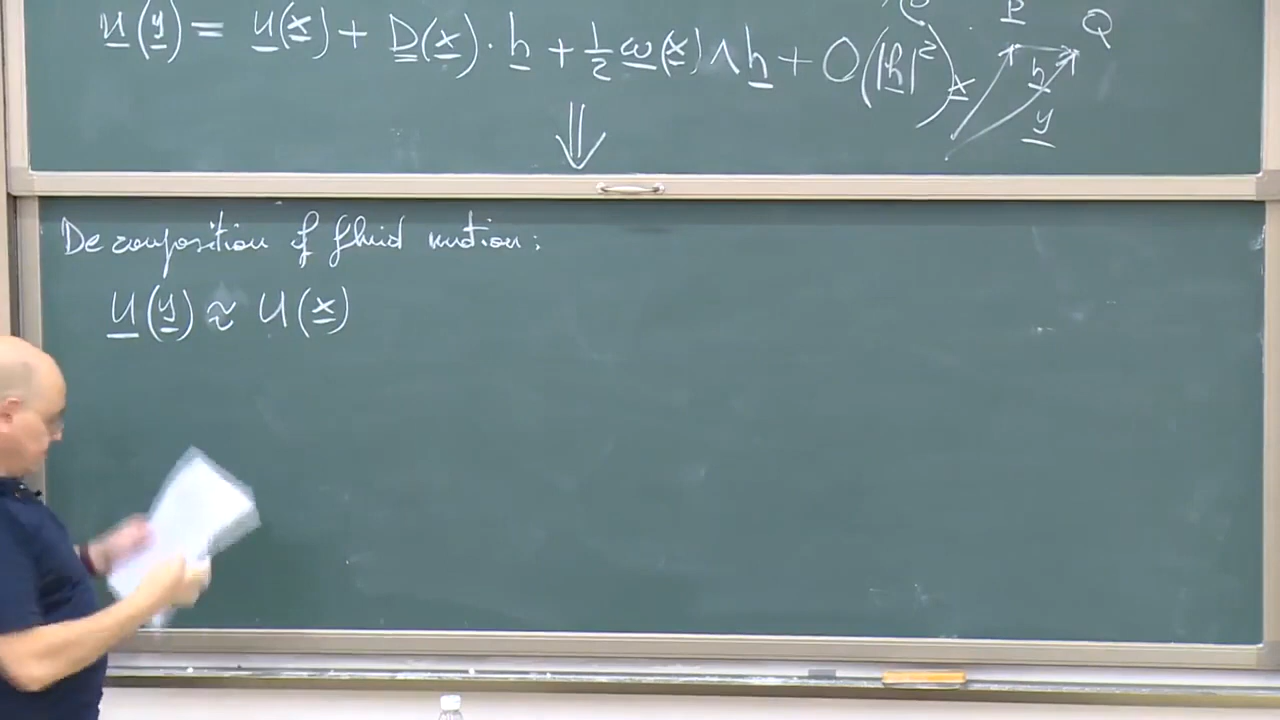 u(y) = u(x) + D(x) · h + 1/2 ω(x) ∧ h + O(|h|²)
P
Q
h
x
y
⇓
Decomposition of fluid motion:
u(y) ≈ u(x)